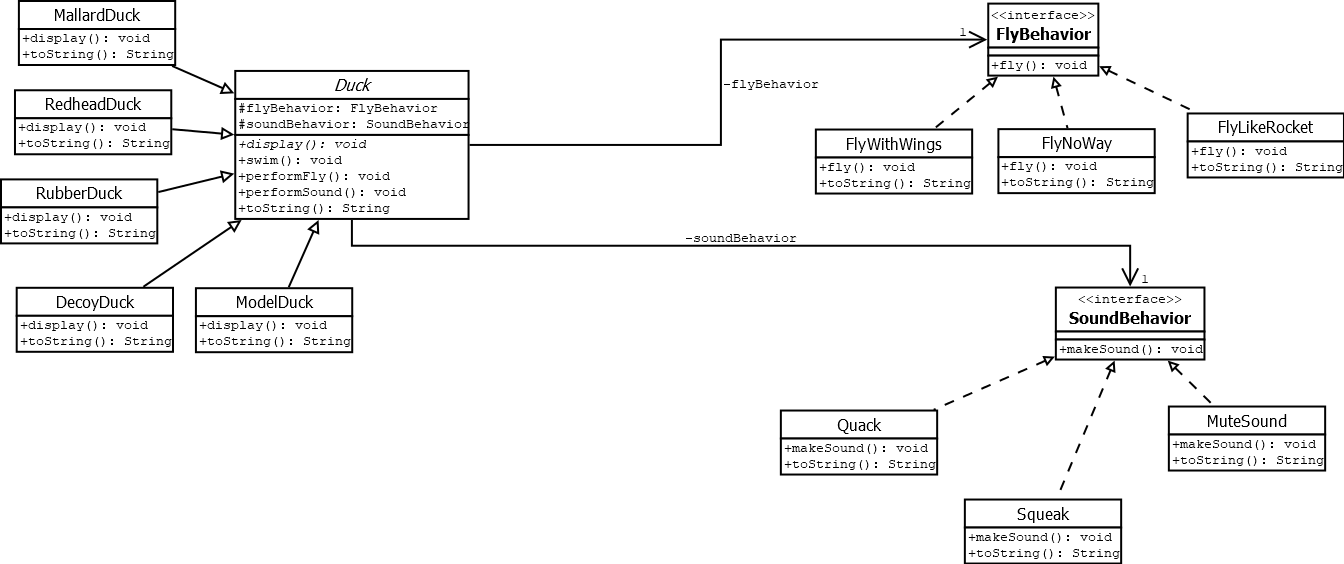 MallardDuck
+display(): void
+toString(): String
RedheadDuck
+display(): void
+toString(): String
RubberDuck
+display(): void
+toString(): String
DecoyDuck
+display(): void
+toString(): String
ModelDuck
+display(): void
+toString(): String
Duck
#flyBehavior: FlyBehavior
#soundBehavior: SoundBehavior
+display(): void
+swim(): void
+performFly(): void
+performSound(): void
+toString(): String
1
-flyBehavior
<<interface>>
FlyBehavior
+fly(): void
FlyWithWings
+fly(): void
+toString(): String
FlyNoWay
+fly(): void
+toString(): String
FlyLikeRocket
+fly(): void
+toString(): String
-soundBehavior
1
<<interface>>
SoundBehavior
+makeSound(): void
Quack
+makeSound(): void
+toString(): String
Squeak
+makeSound(): void
+toString(): String
MuteSound
+makeSound(): void
+toString(): String